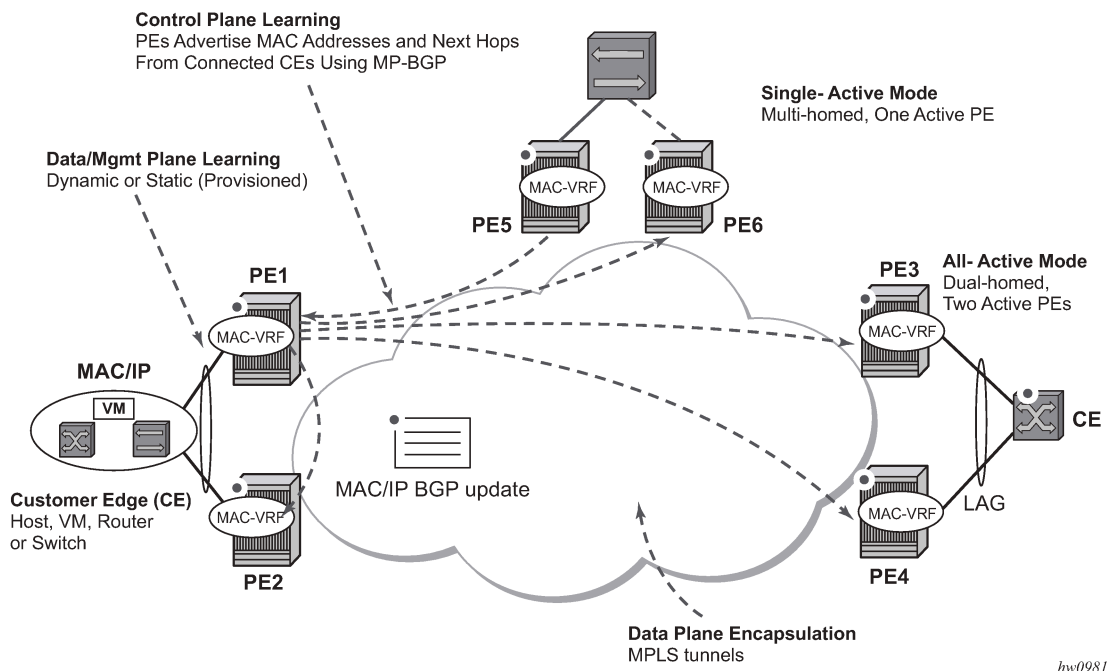 Control Plane Learning
PEs Advertise MAC Addresses and Next Hops
From Connected CEs Using MP-BGP
Single- Active Mode
Multi-homed, One Active PE
Data/Mgmt Plane Learning
Dynamic or Static (Provisioned)
MAC-VRF
MAC-VRF
PE5
PE6
PE1
PE3
All- Active Mode
Dual-homed,
Two Active PEs
MAC-VRF
MAC-VRF
MAC/IP
VM
CE
MAC/IP BGP update
Customer Edge (CE)
Host, VM, Router
or Switch
MAC-VRF
MAC-VRF
LAG
PE2
PE4
Data Plane Encapsulation
MPLS tunnels
hw0981